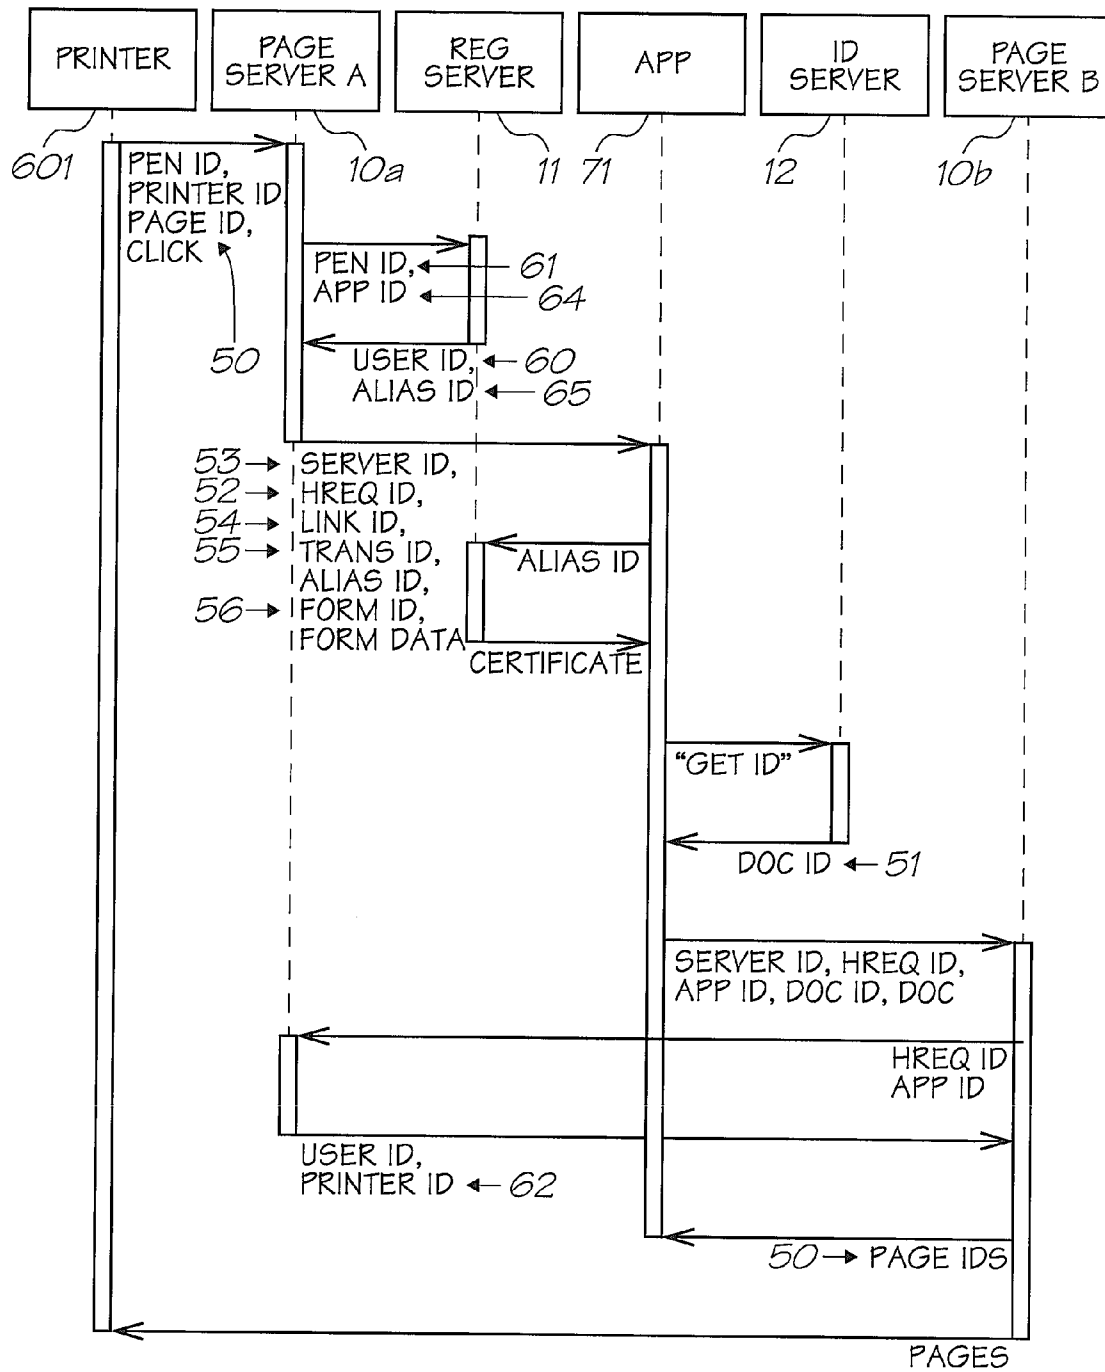 PRINTER
PAGE
SERVER A
REG
SERVER
APP
ID
SERVER
PAGE
SERVER B
601
10a
11
71
12
10b
PEN ID,
PRINTER ID
PAGE ID,
CLICK
50
PEN ID, 61
APP ID 64
USER ID, 60
ALIAS ID 65
53 SERVER ID,
52 HREQ ID,
54 LINK ID,
55 TRANS ID,
ALIAS ID,
56 FORM ID,
FORM DATA
ALIAS ID
CERTIFICATE
"GET ID"
DOC ID 51
SERVER ID, HREQ ID,
APP ID, DOC ID, DOC
HREQ ID
APP ID
USER ID,
PRINTER ID 62
50 PAGE IDS
PAGES